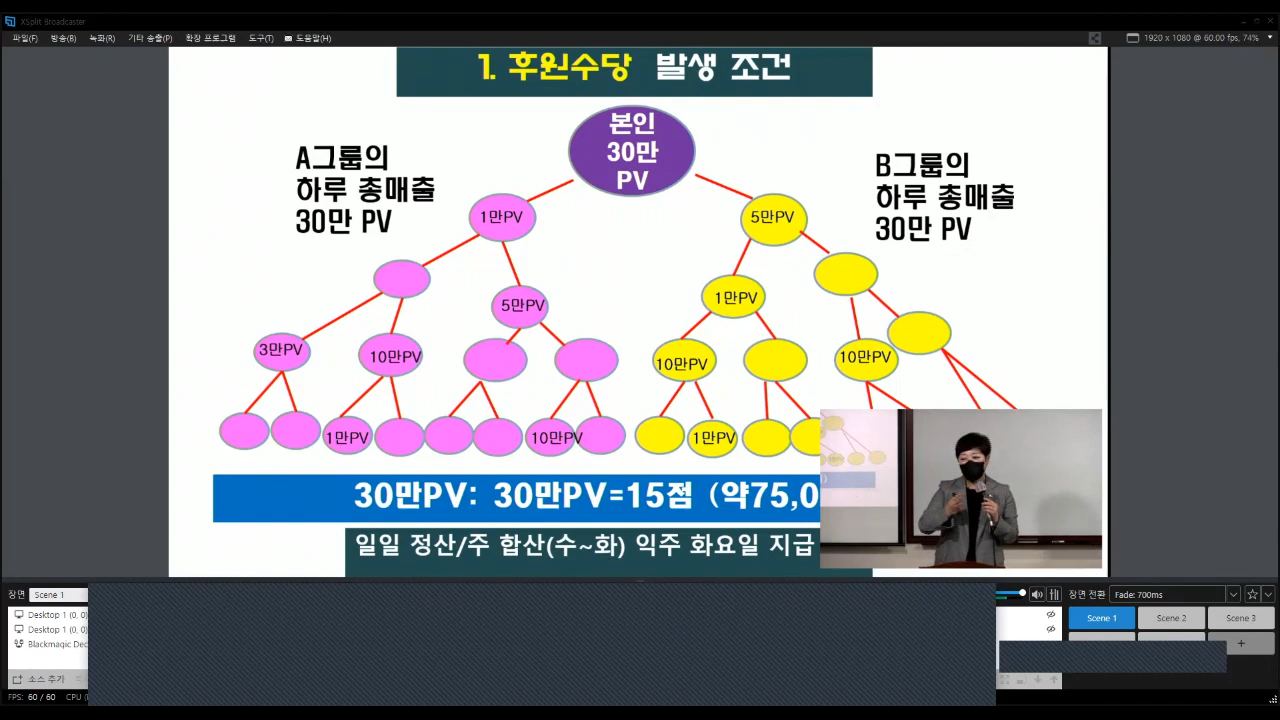 XSplit Broadcaster
파일(F) 방송(B) 녹화(R) 기타 송출(P) 확장 프로그램 도구(T) 도움말(H)
1920 x 1080 @ 60.00 fps, 74%
1. 후원수당 발생 조건
본인
30만
PV
A그룹의
하루 총매출
30만 PV
B그룹의
하루 총매출
30만 PV
1만PV
5만PV
5만PV
1만PV
3만PV
10만PV
10만PV
10만PV
1만PV
10만PV
1만PV
30만PV: 30만PV=15점 (약75,0
일일 정산/주 합산(수~화) 익주 화요일 지급
장면 Scene 1
장면 전환 Fade: 700ms
Desktop 1 (0, 0)
Desktop 1 (0, 0)
Blackmagic Dec
Scene 1 Scene 2 Scene 3
소스 추가
FPS: 60 / 60 CPU